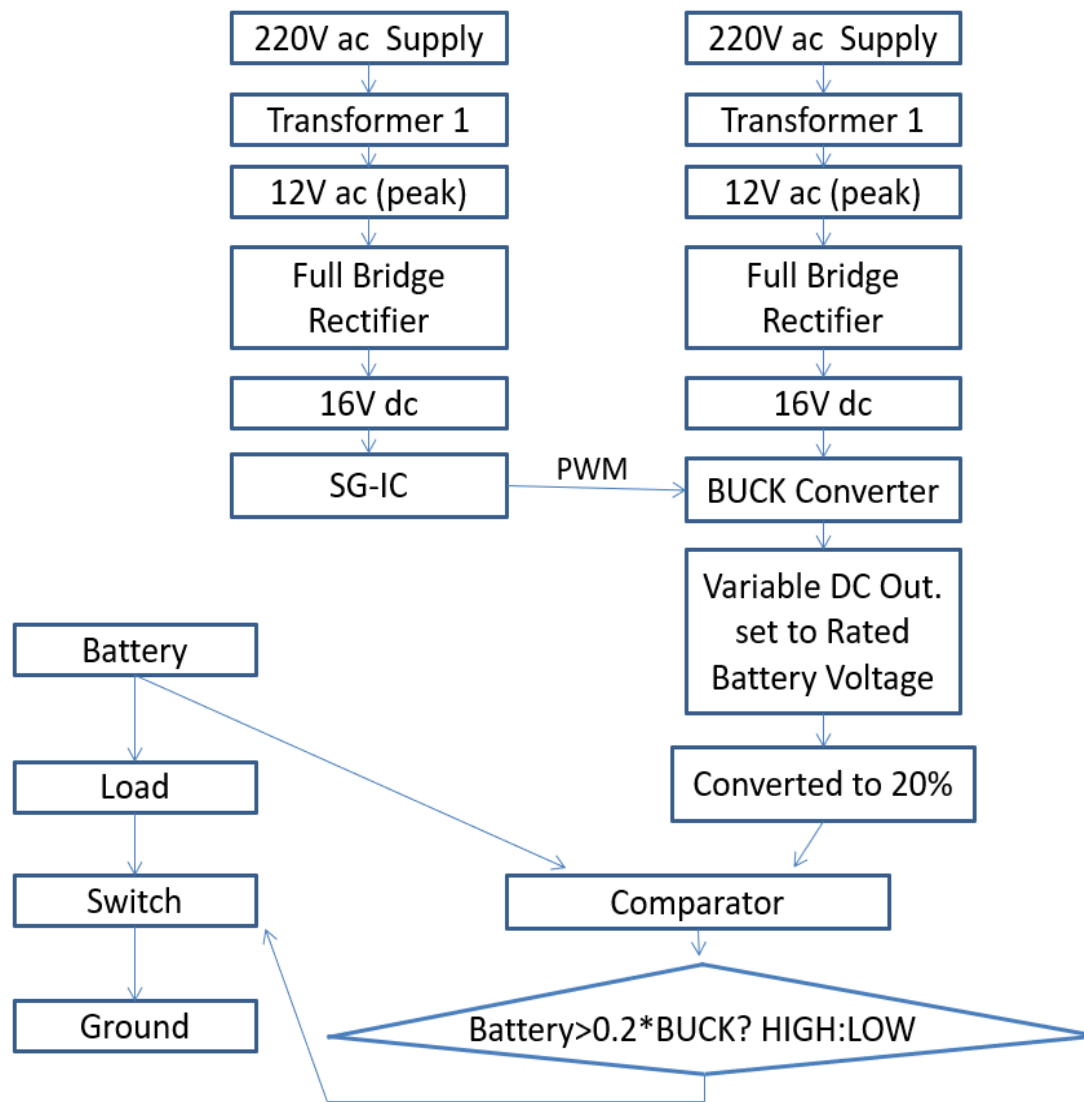 220V ac  Supply
Transformer 1
12V ac (peak)
Full Bridge
Rectifier
16V dc
SG-IC
PWM
220V ac  Supply
Transformer 1
12V ac (peak)
Full Bridge
Rectifier
16V dc
BUCK Converter
Variable DC Out.
set to Rated
Battery Voltage
Converted to 20%
Battery
Load
Switch
Ground
Comparator
Battery>0.2*BUCK? HIGH:LOW